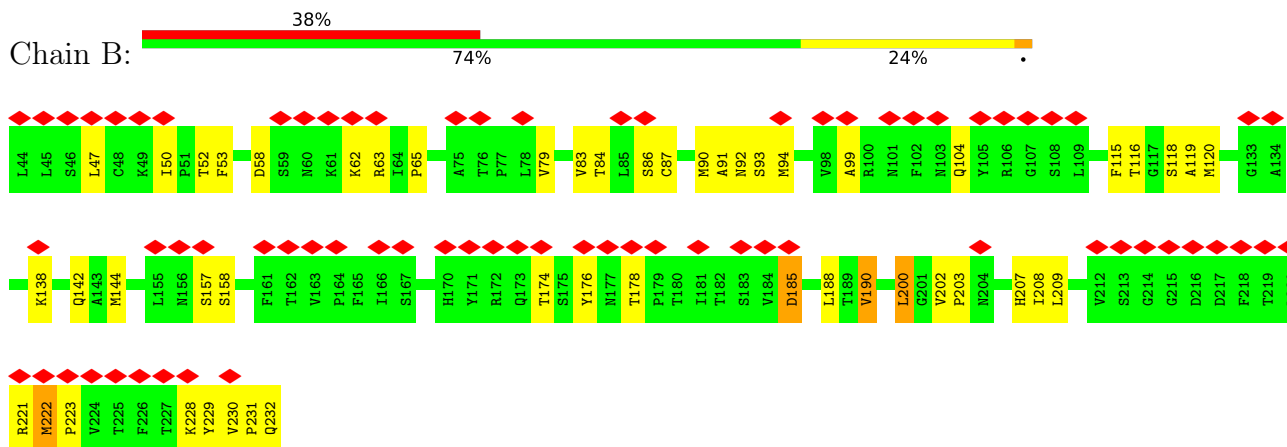 38%
Chain B:
74% 24% •
L44 L45 S46 L47 C48 K49 I50 P51 T52 F53 D58 S59 N60 K61 K62 R63 I64 P65 A75 T76 P77 L78 V79 V83 T84 L85 S86 C87 M90 A91 N92 S93 M94 V98 A99 R100 N101 F102 N103 Q104 Y105 R106 G107 S108 L109 F115 T116 G117 S118 A119 M120 G133 A134
K138 Q142 A143 M144 L155 N156 S157 S158 F161 T162 V163 P164 F165 I166 S167 H170 Y171 R172 Q173 T174 S175 Y176 N177 T178 P179 T180 I181 T182 S183 V184 D185 L188 T189 V190 L200 G201 V202 P203 N204 H207 I208 L209 V212 S213 G214 G215 D216 D217 F218 T219
R221 M222 P223 V224 T225 F226 T227 K228 Y229 V230 P231 Q232